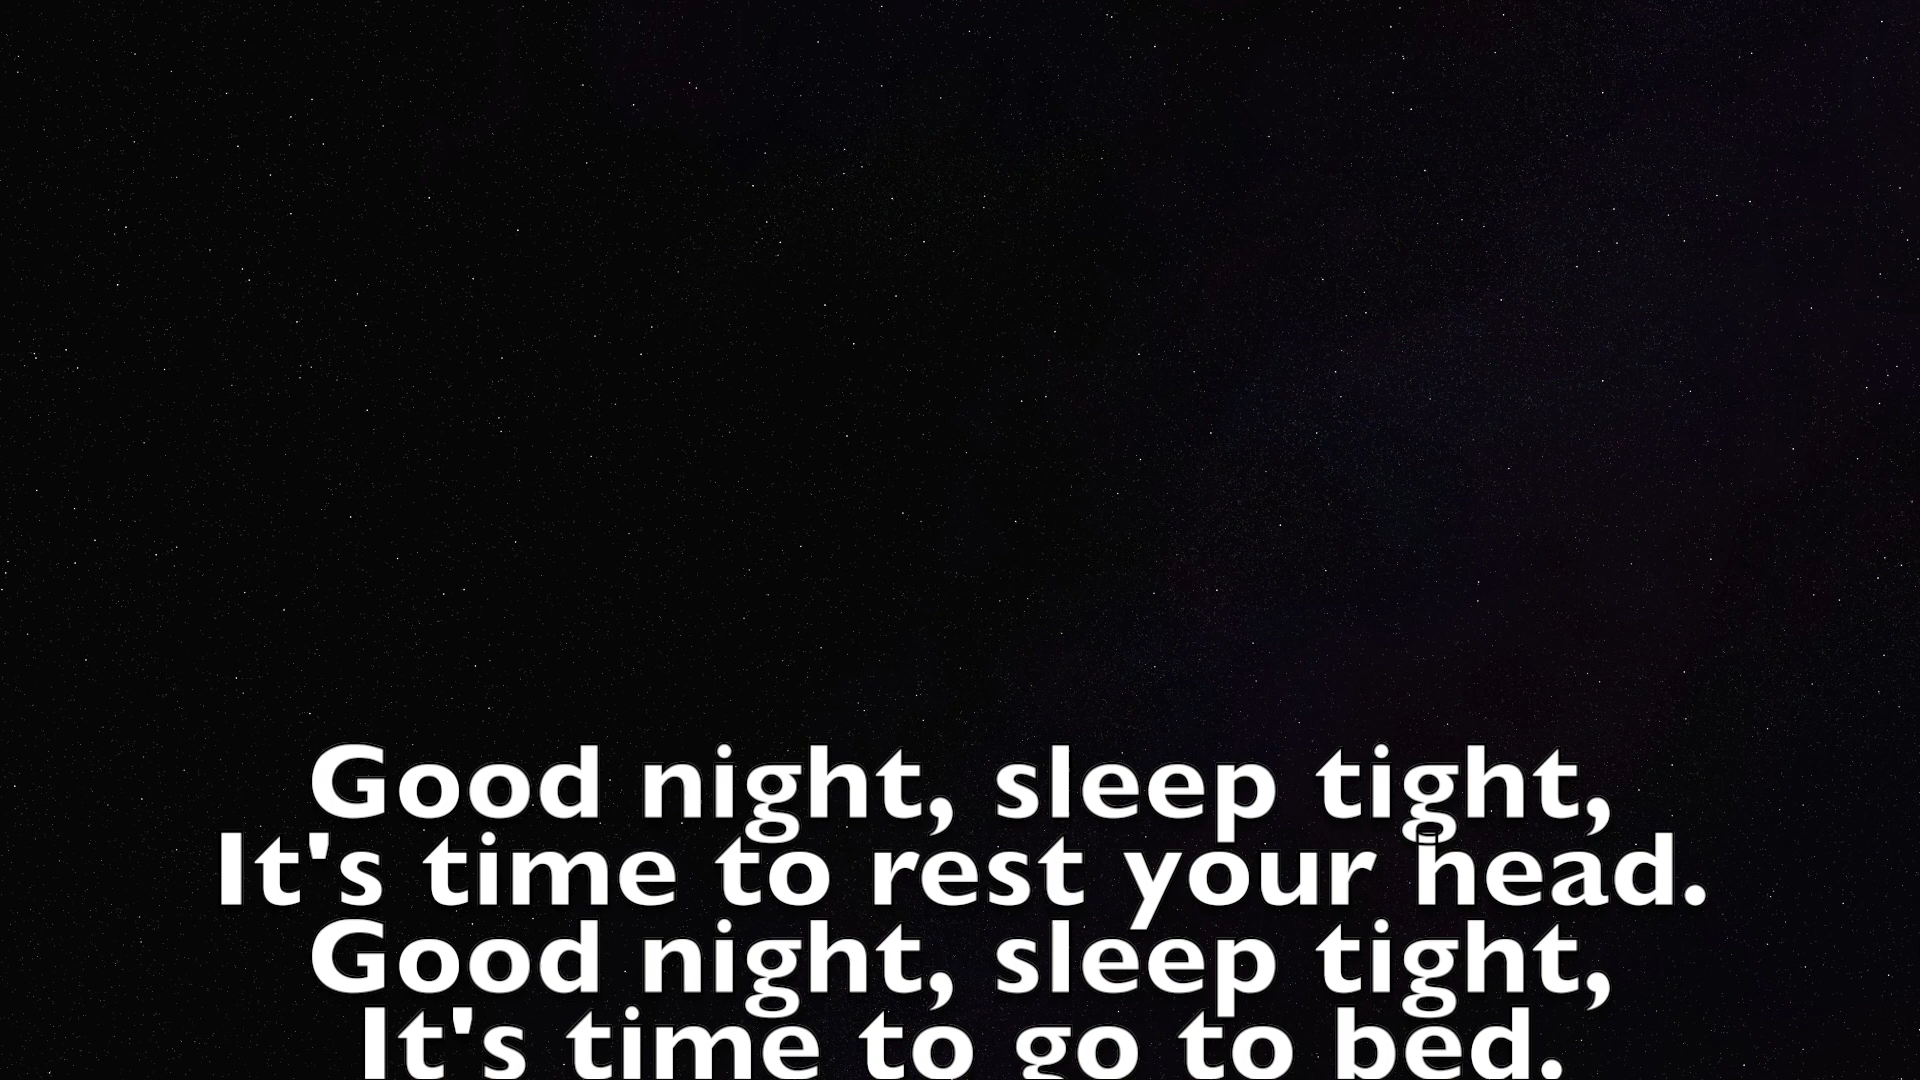 Good night, sleep tight,
It's time to rest your head.
Good night, sleep tight,
It's time to go to bed.